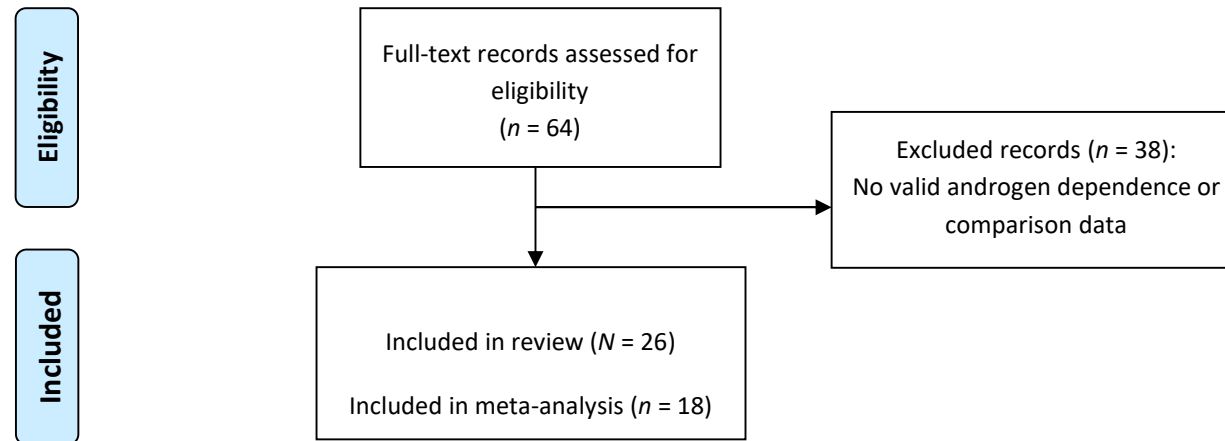 Eligibility
Full-text records assessed for
eligibility
(n = 64)
Excluded records (n = 38):
No valid androgen dependence or
comparison data
Included
Included in review (N = 26)
Included in meta-analysis (n = 18)